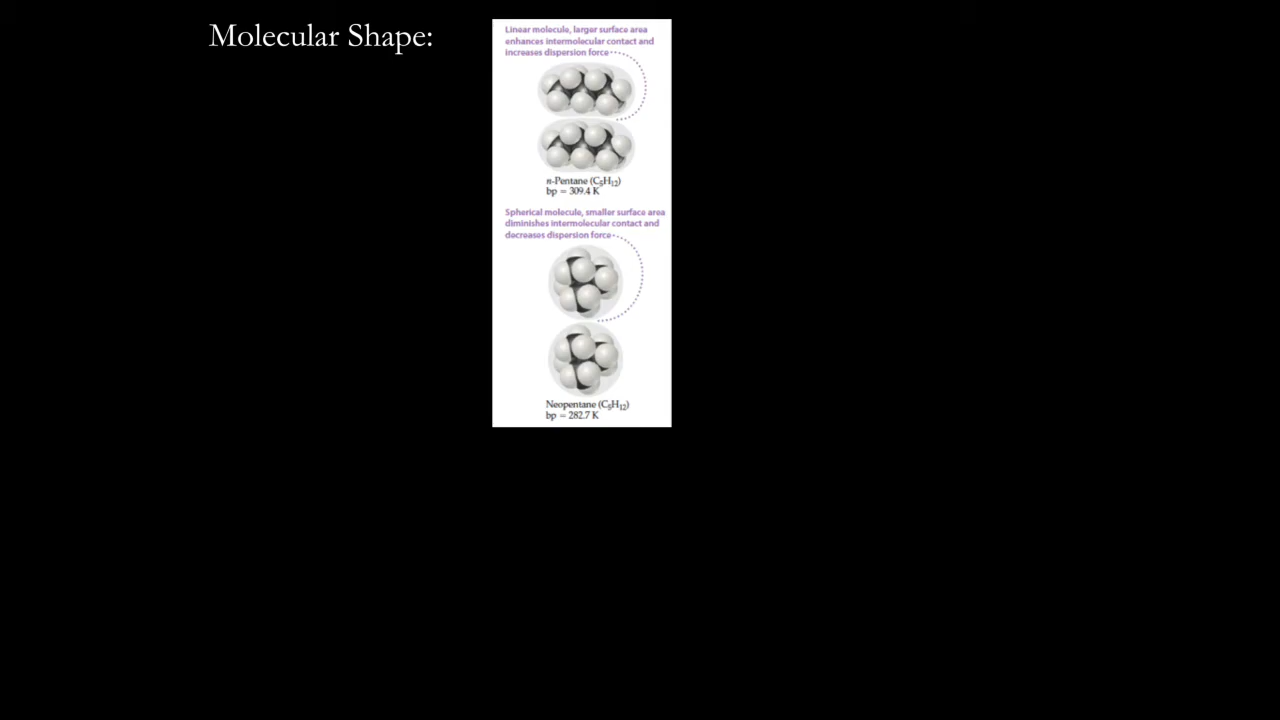 Molecular Shape:
Linear molecule, larger surface area
enhances intermolecular contact and
increases dispersion force
n-Pentane (C₅H₁₂)
bp = 309.4 K
Spherical molecule, smaller surface area
diminishes intermolecular contact and
decreases dispersion force
Neopentane (C₅H₁₂)
bp = 282.7 K